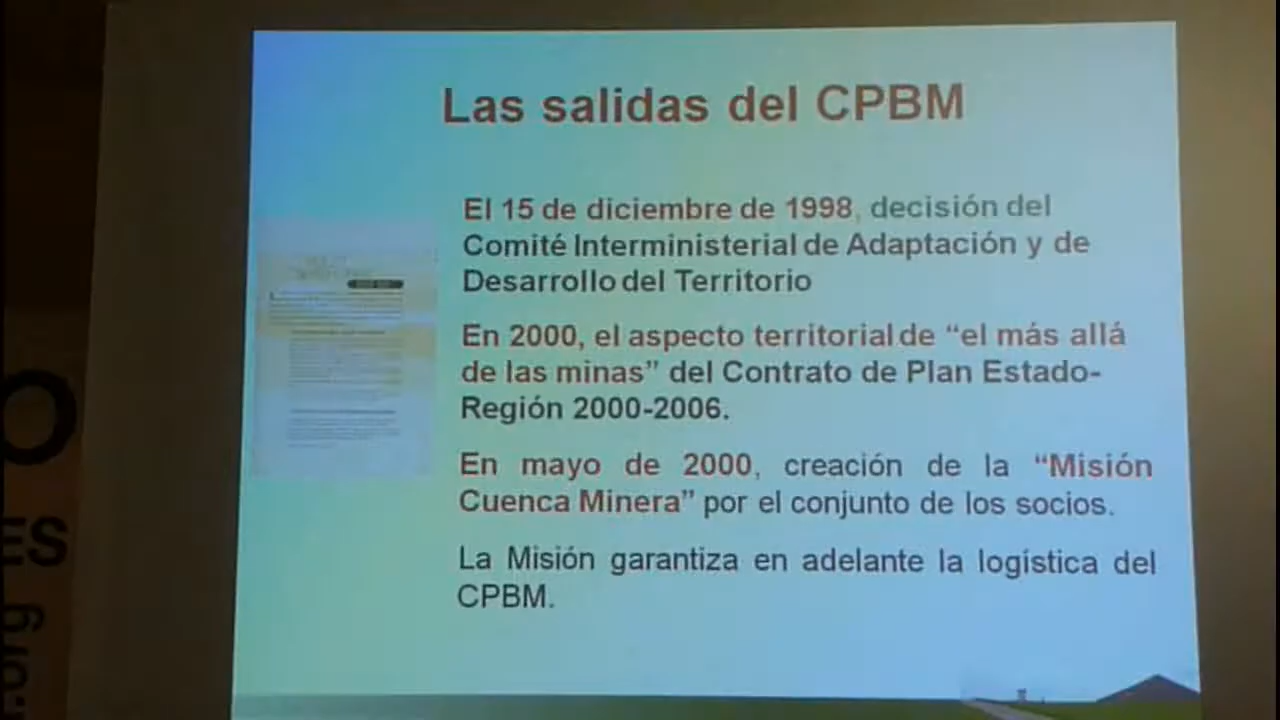 Las salidas del CPBM
El 15 de diciembre de 1998, decisión del
Comité Interministerial de Adaptación y de
Desarrollo del Territorio
En 2000, el aspecto territorial de “el más allá
de las minas” del Contrato de Plan Estado-
Región 2000-2006.
En mayo de 2000, creación de la “Misión
Cuenca Minera” por el conjunto de los socios.
La Misión garantiza en adelante la logística del
CPBM.
O
ES
.org